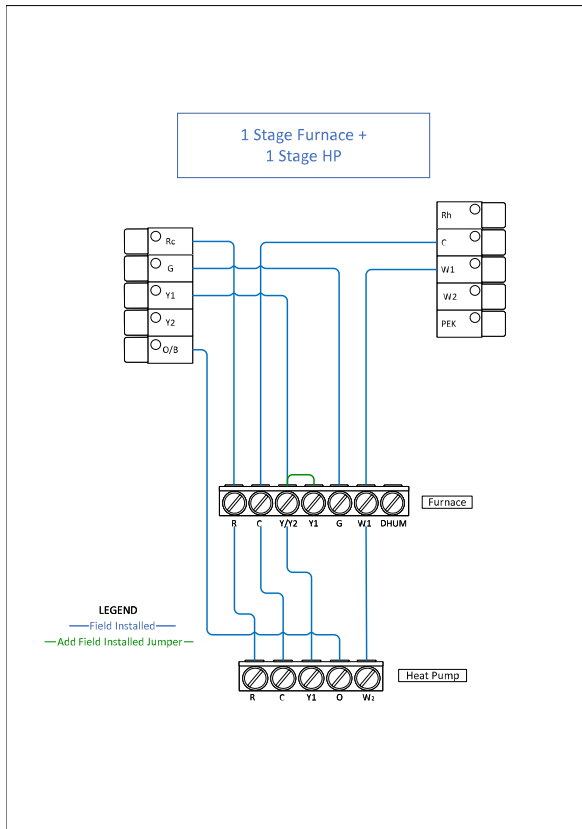 1 Stage Furnace +
1 Stage HP
Rh
C
W1
W2
PEK
Rc
G
Y1
Y2
O/B
Furnace
R C Y/Y2 Y1 G W1 DHUM
LEGEND
Field Installed
Add Field Installed Jumper
Heat Pump
R C Y1 O W2